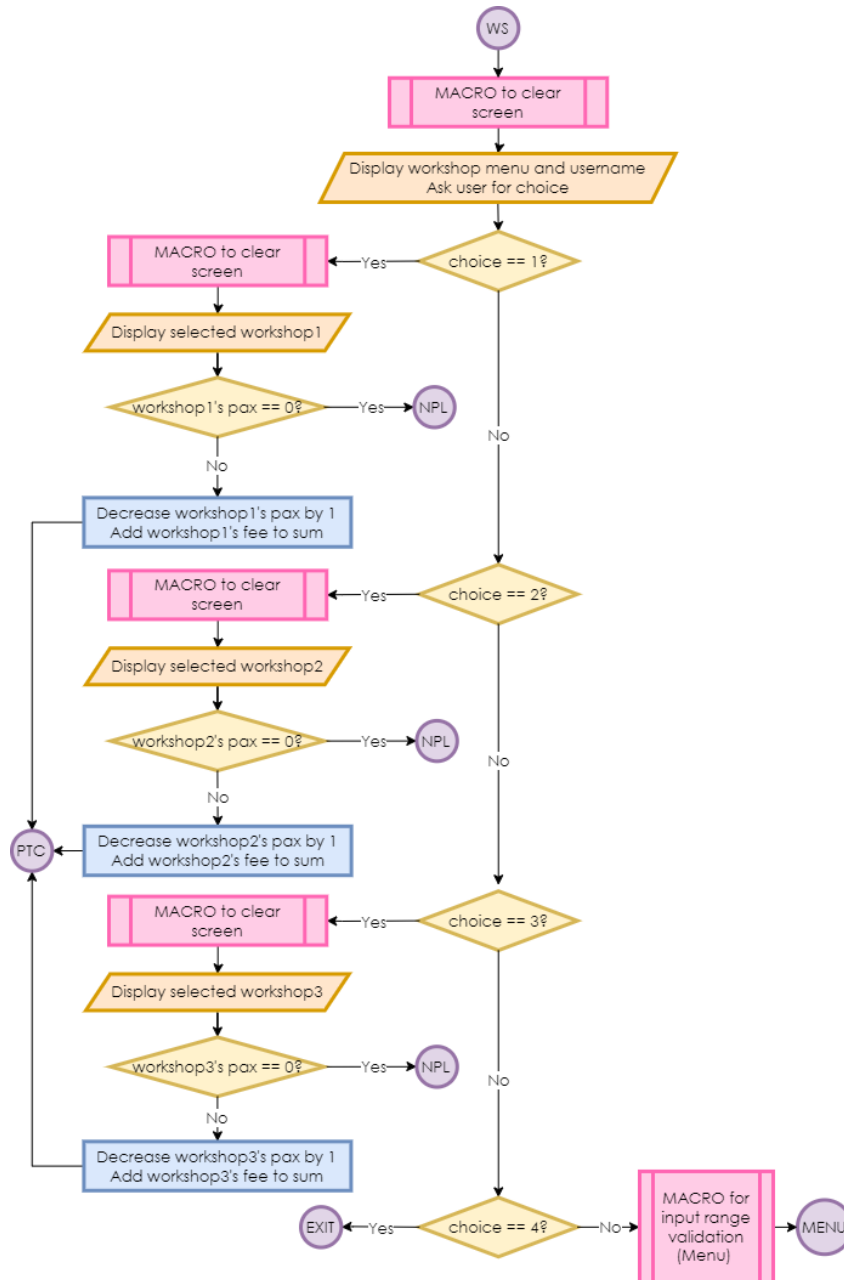 WS
MACRO to clear
screen
Display workshop menu and username
Ask user for choice
choice == 1?
Yes
MACRO to clear
screen
Display selected workshop1
workshop1's pax == 0?
Yes
NPL
No
No
Decrease workshop1's pax by 1
Add workshop1's fee to sum
choice == 2?
Yes
MACRO to clear
screen
Display selected workshop2
workshop2's pax == 0?
Yes
NPL
No
No
Decrease workshop2's pax by 1
Add workshop2's fee to sum
PTC
choice == 3?
Yes
MACRO to clear
screen
Display selected workshop3
workshop3's pax == 0?
Yes
NPL
No
No
Decrease workshop3's pax by 1
Add workshop3's fee to sum
choice == 4?
Yes
EXIT
No
MACRO for
input range
validation
(Menu)
MENU